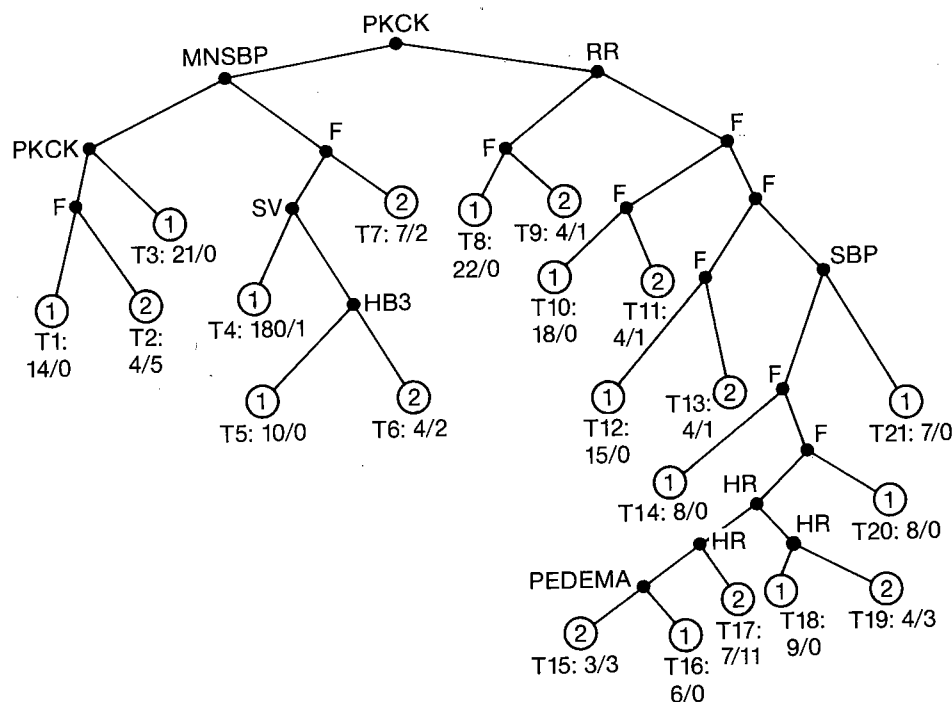 PKCK
MNSBP
RR
PKCK
F
F
F
F
SV
F
F
1
T3: 21/0
2
T7: 7/2
1
T8:
22/0
2
T9: 4/1
SBP
F
1
T1:
14/0
2
T2:
4/5
1
T4: 180/1
HB3
1
T10:
18/0
2
T11:
4/1
1
T5: 10/0
2
T6: 4/2
1
T12:
15/0
2
T13:
4/1
F
1
T21: 7/0
F
1
T14: 8/0
HR
1
T20: 8/0
HR
HR
PEDEMA
2
T15: 3/3
1
T16:
6/0
2
T17:
7/11
1
T18:
9/0
2
T19: 4/3